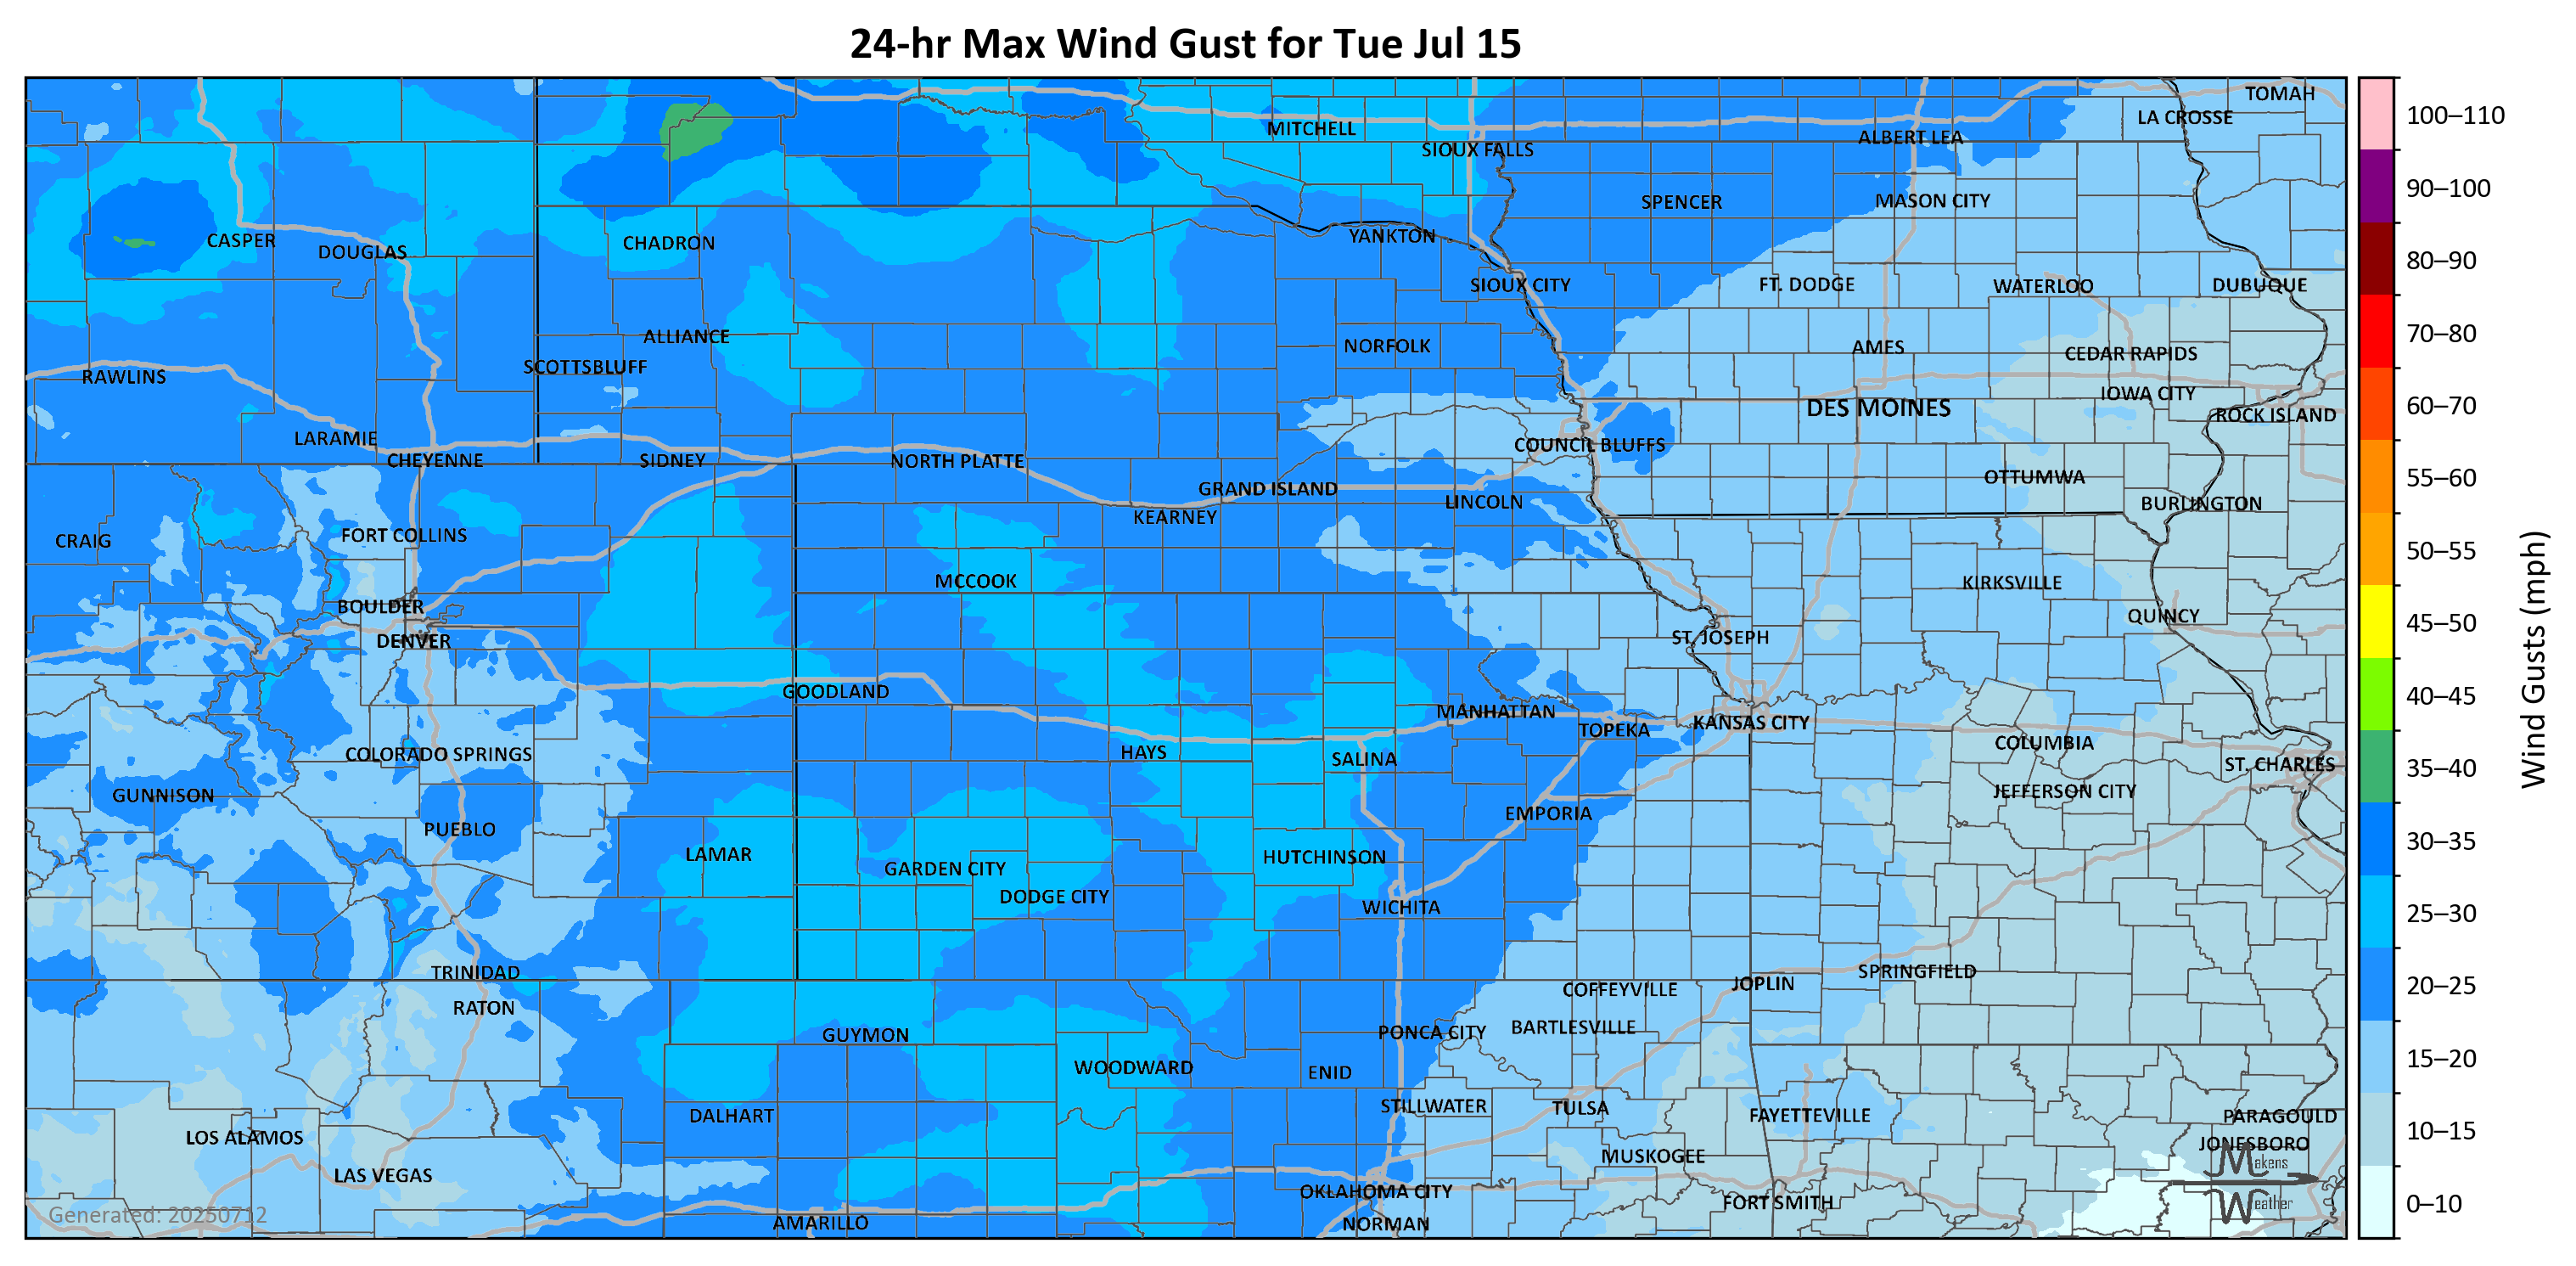 24-hr Max Wind Gust for Tue Jul 15
TOMAH
LA CROSSE
MITCHELL
ALBERT LEA
SIOUX FALLS
SPENCER
MASON CITY
CASPER
DOUGLAS
CHADRON
YANKTON
SIOUX CITY
FT. DODGE
WATERLOO
DUBUQUE
ALLIANCE
NORFOLK
AMES
CEDAR RAPIDS
SCOTTSBLUFF
RAWLINS
IOWA CITY
DES MOINES
ROCK ISLAND
LARAMIE
COUNCIL BLUFFS
CHEYENNE
SIDNEY
NORTH PLATTE
OTTUMWA
GRAND ISLAND
LINCOLN
BURLINGTON
KEARNEY
CRAIG
FORT COLLINS
MCCOOK
KIRKSVILLE
BOULDER
QUINCY
DENVER
ST. JOSEPH
GOODLAND
MANHATTAN
TOPEKA
KANSAS CITY
COLORADO SPRINGS
HAYS
SALINA
COLUMBIA
ST. CHARLES
GUNNISON
JEFFERSON CITY
EMPORIA
PUEBLO
LAMAR
HUTCHINSON
GARDEN CITY
DODGE CITY
WICHITA
TRINIDAD
SPRINGFIELD
JOPLIN
COFFEYVILLE
RATON
BARTLESVILLE
GUYMON
PONCA CITY
WOODWARD
ENID
STILLWATER
TULSA
DALHART
FAYETTEVILLE
PARAGOULD
LOS ALAMOS
JONESBORO
MUSKOGEE
LAS VEGAS
OKLAHOMA CITY
FORT SMITH
AMARILLO
NORMAN
Makens
Weather
Generated: 20250712
100–110
90–100
80–90
70–80
60–70
55–60
50–55
45–50
40–45
35–40
30–35
25–30
20–25
15–20
10–15
0–10
Wind Gusts (mph)